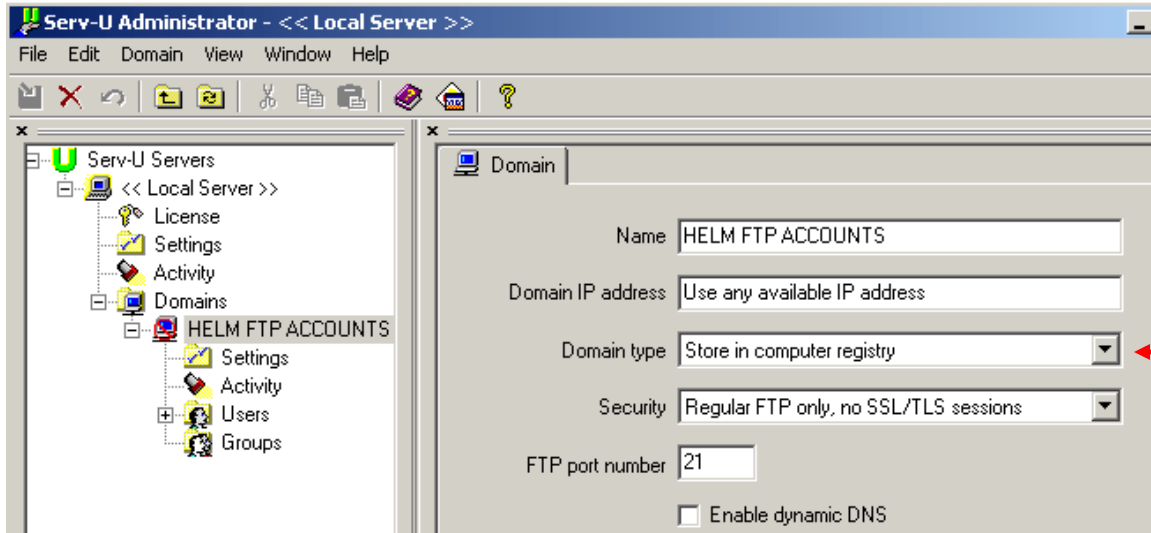 Serv-U Administrator - << Local Server >>
File Edit Domain View Window Help
Serv-U Servers
<< Local Server >>
License
Settings
Activity
Domains
HELM FTP ACCOUNTS
Settings
Activity
Users
Groups
Domain
Name HELM FTP ACCOUNTS
Domain IP address Use any available IP address
Domain type Store in computer registry
Security Regular FTP only, no SSL/TLS sessions
FTP port number 21
Enable dynamic DNS